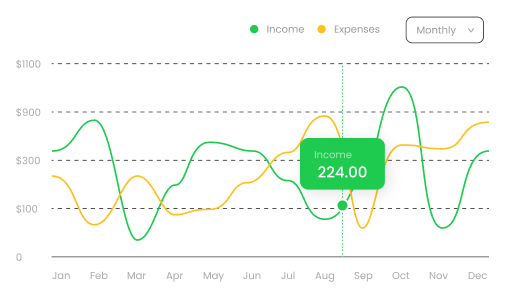 Income Expenses Monthly
$1100
$900
$300
$100
0
Income
224.00
Jan Feb Mar Apr May Jun Jul Aug Sep Oct Nov Dec